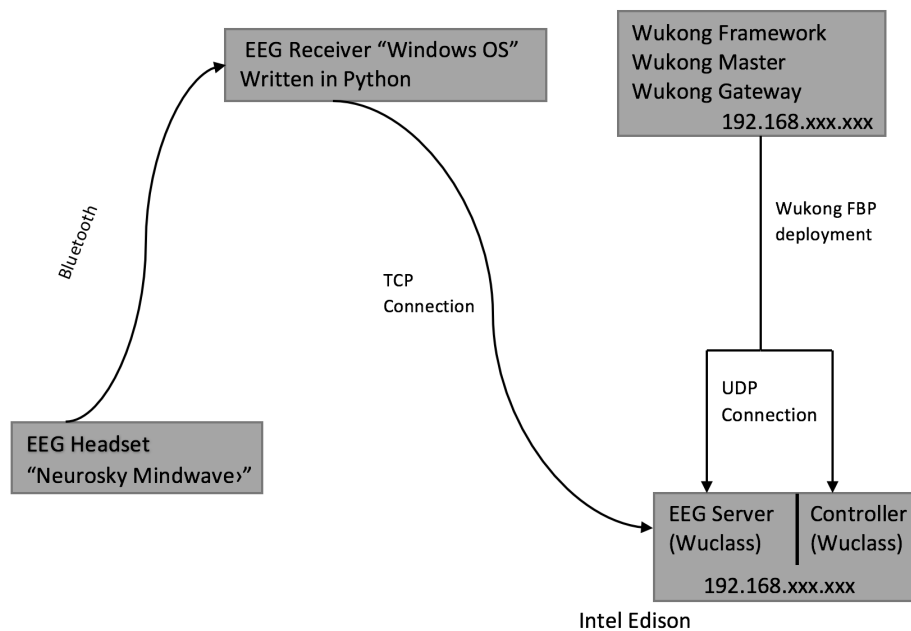 EEG Receiver “Windows OS”
Written in Python
Wukong Framework
Wukong Master
Wukong Gateway
192.168.xxx.xxx
Bluetooth
TCP
Connection
Wukong FBP
deployment
UDP
Connection
EEG Headset
“Neurosky Mindwave›”
EEG Server
(Wuclass)
Controller
(Wuclass)
192.168.xxx.xxx
Intel Edison